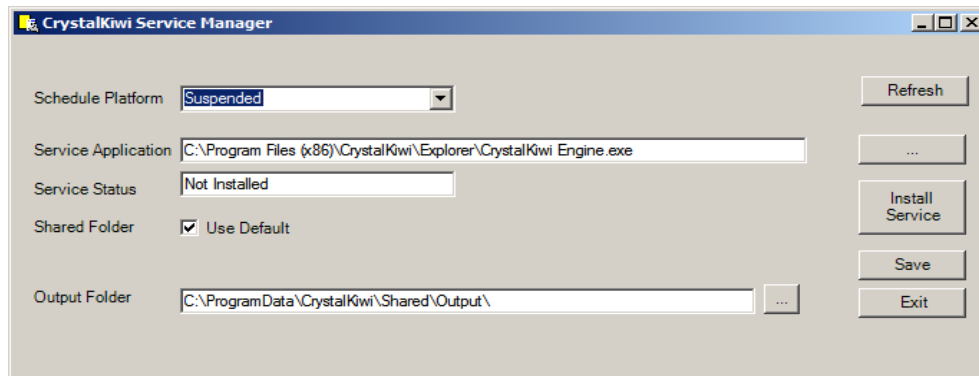 CrystalKiwi Service Manager
Schedule Platform Suspended Refresh
Service Application C:\Program Files (x86)\CrystalKiwi\Explorer\CrystalKiwi Engine.exe ...
Service Status Not Installed
Install
Service
Shared Folder Use Default
Save
Output Folder C:\ProgramData\CrystalKiwi\Shared\Output\ ... Exit